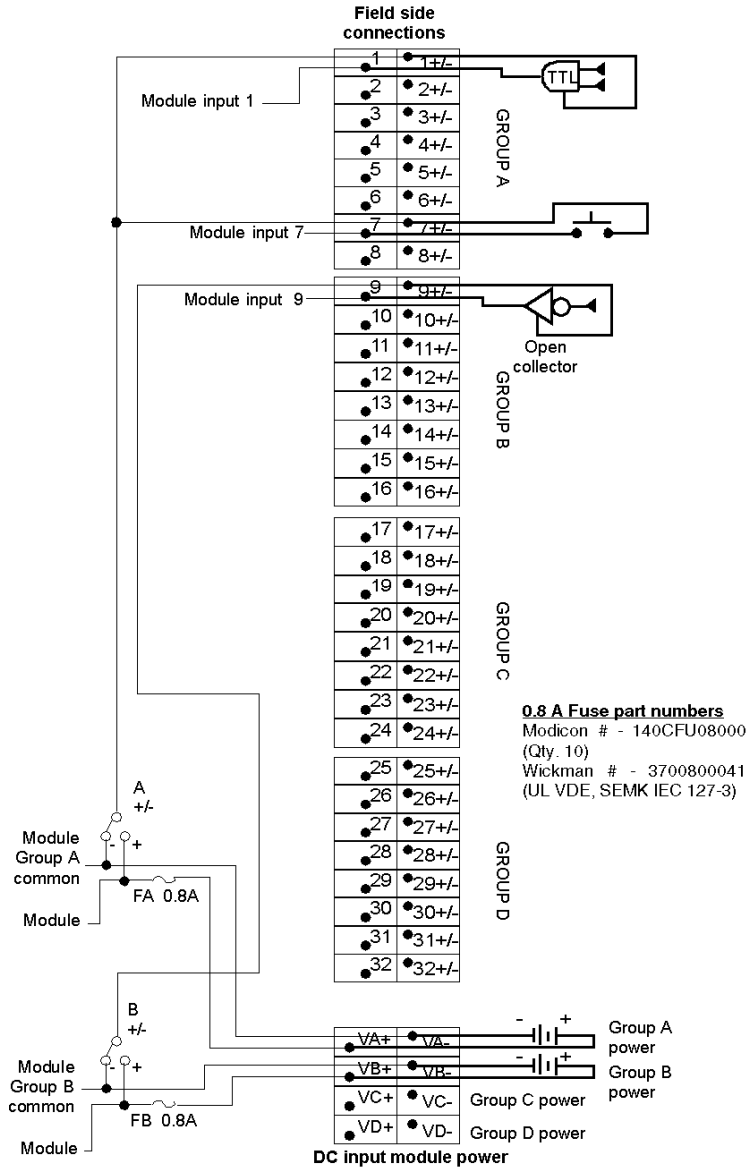 Field side
connections
1 1+/-
TTL
Module input 1
2 2+/-
3 3+/-
4 4+/-
5 5+/-
6 6+/-
GROUP A
Module input 7
7 7+/-
8 8+/-
Module input 9
9 9+/-
10 10+/-
11 11+/-
12 12+/-
13 13+/-
14 14+/-
15 15+/-
16 16+/-
Open
collector
GROUP B
17 17+/-
18 18+/-
19 19+/-
20 20+/-
21 21+/-
22 22+/-
23 23+/-
24 24+/-
GROUP C
0.8 A Fuse part numbers
Modicon # - 140CFU08000
(Qty. 10)
Wickman # - 3700800041
(UL VDE, SEMK IEC 127-3)
25 25+/-
26 26+/-
27 27+/-
28 28+/-
29 29+/-
30 30+/-
31 31+/-
32 32+/-
GROUP D
A
+/-
- +
Module
Group A
common
FA 0.8A
Module
B
+/-
- +
Module
Group B
common
FB 0.8A
Module
VA+ VA-
- +
Group A
power
VB+ VB-
- +
Group B
power
VC+ VC- Group C power
VD+ VD- Group D power
DC input module power